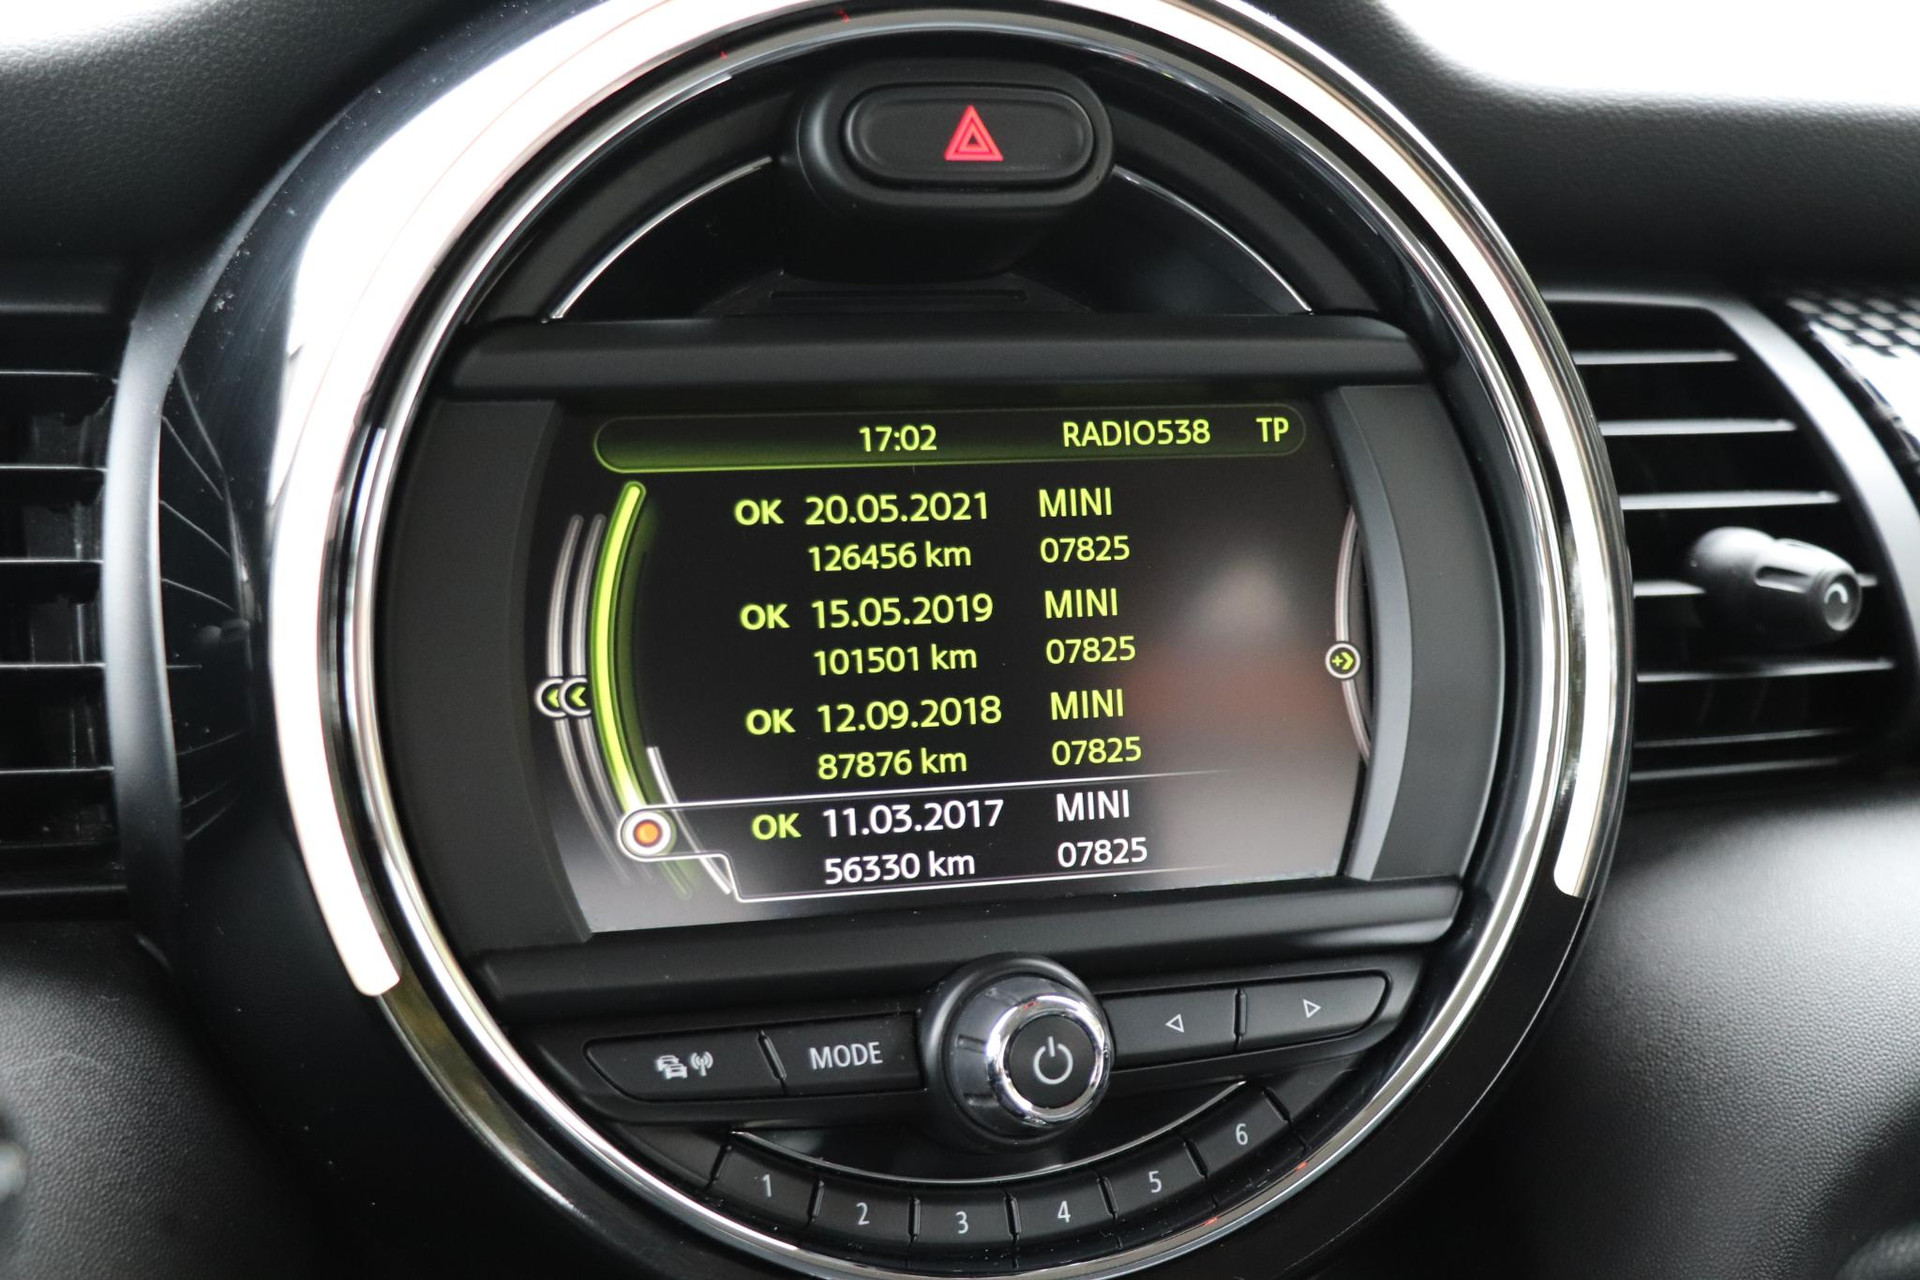 17:02 RADIO538 TP
OK 20.05.2021 MINI
126456 km 07825
OK 15.05.2019 MINI
101501 km 07825
OK 12.09.2018 MINI
87876 km 07825
OK 11.03.2017 MINI
56330 km 07825
MODE
1 2 3 4 5 6